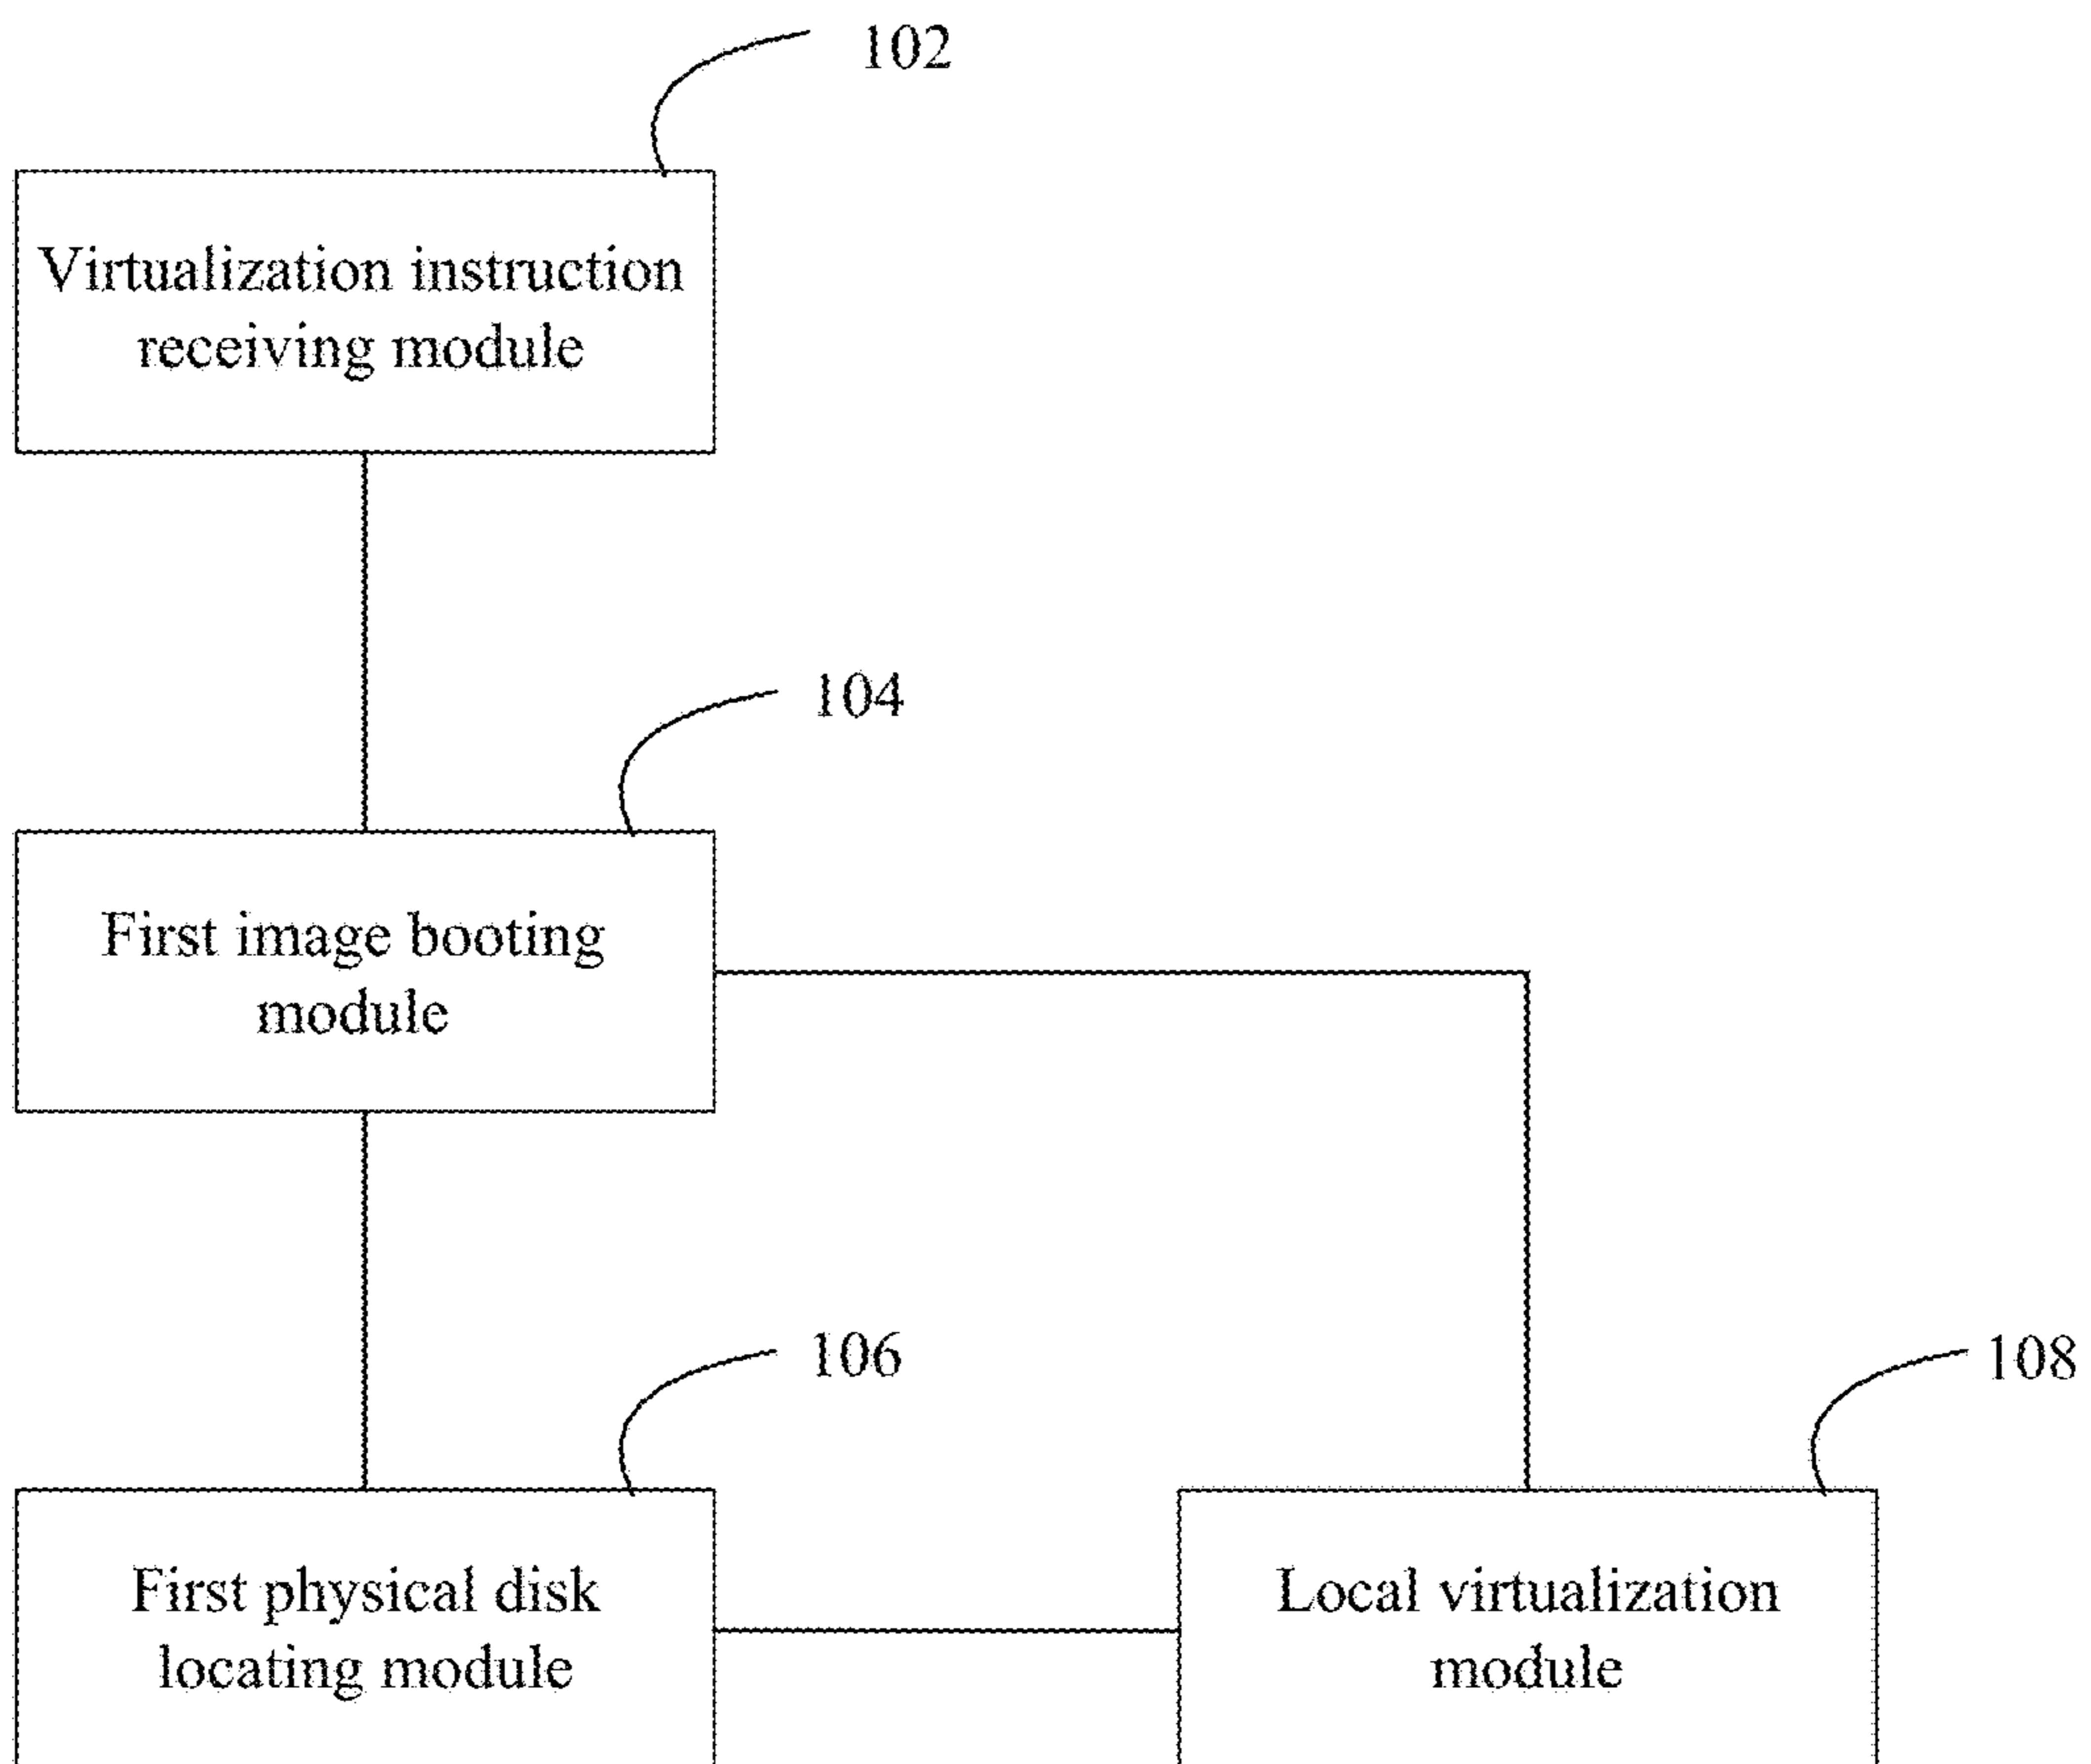 102
Virtualization instruction
receiving module
104
First image booting
module
106
108
First physical disk
locating module
Local virtualization
module